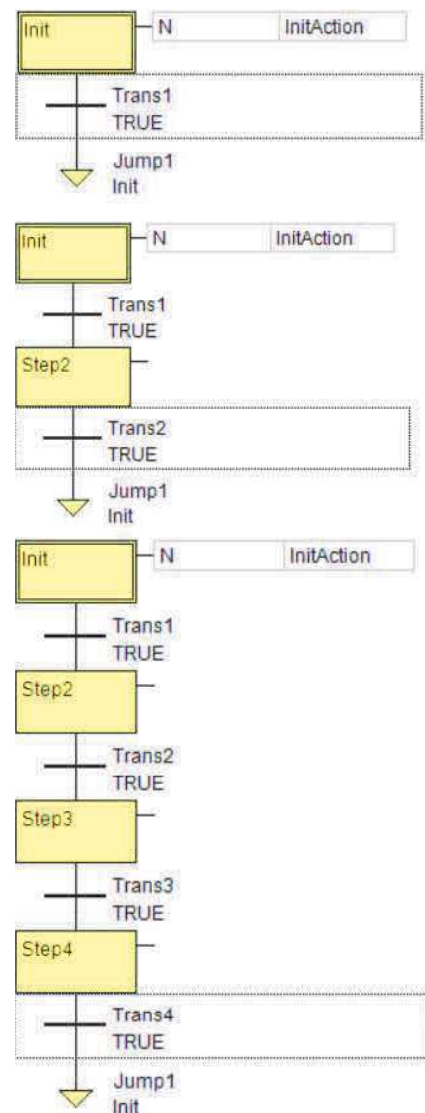 Init N InitAction
Trans1
TRUE
Jump1
Init
Init N InitAction
Trans1
TRUE
Step2
Trans2
TRUE
Jump1
Init
Init N InitAction
Trans1
TRUE
Step2
Trans2
TRUE
Step3
Trans3
TRUE
Step4
Trans4
TRUE
Jump1
Init